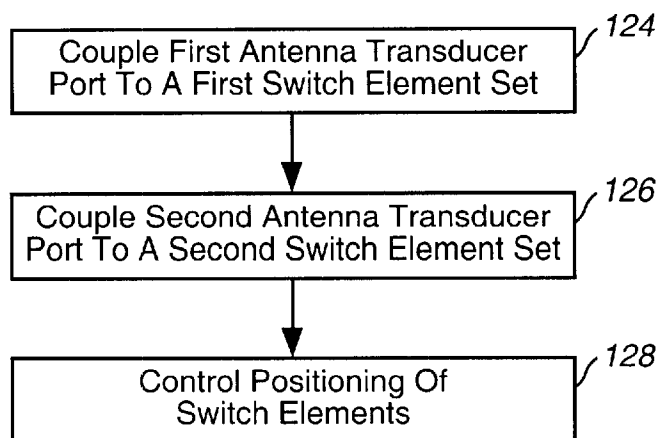 124
Couple First Antenna Transducer
Port To A First Switch Element Set
126
Couple Second Antenna Transducer
Port To A Second Switch Element Set
128
Control Positioning Of
Switch Elements